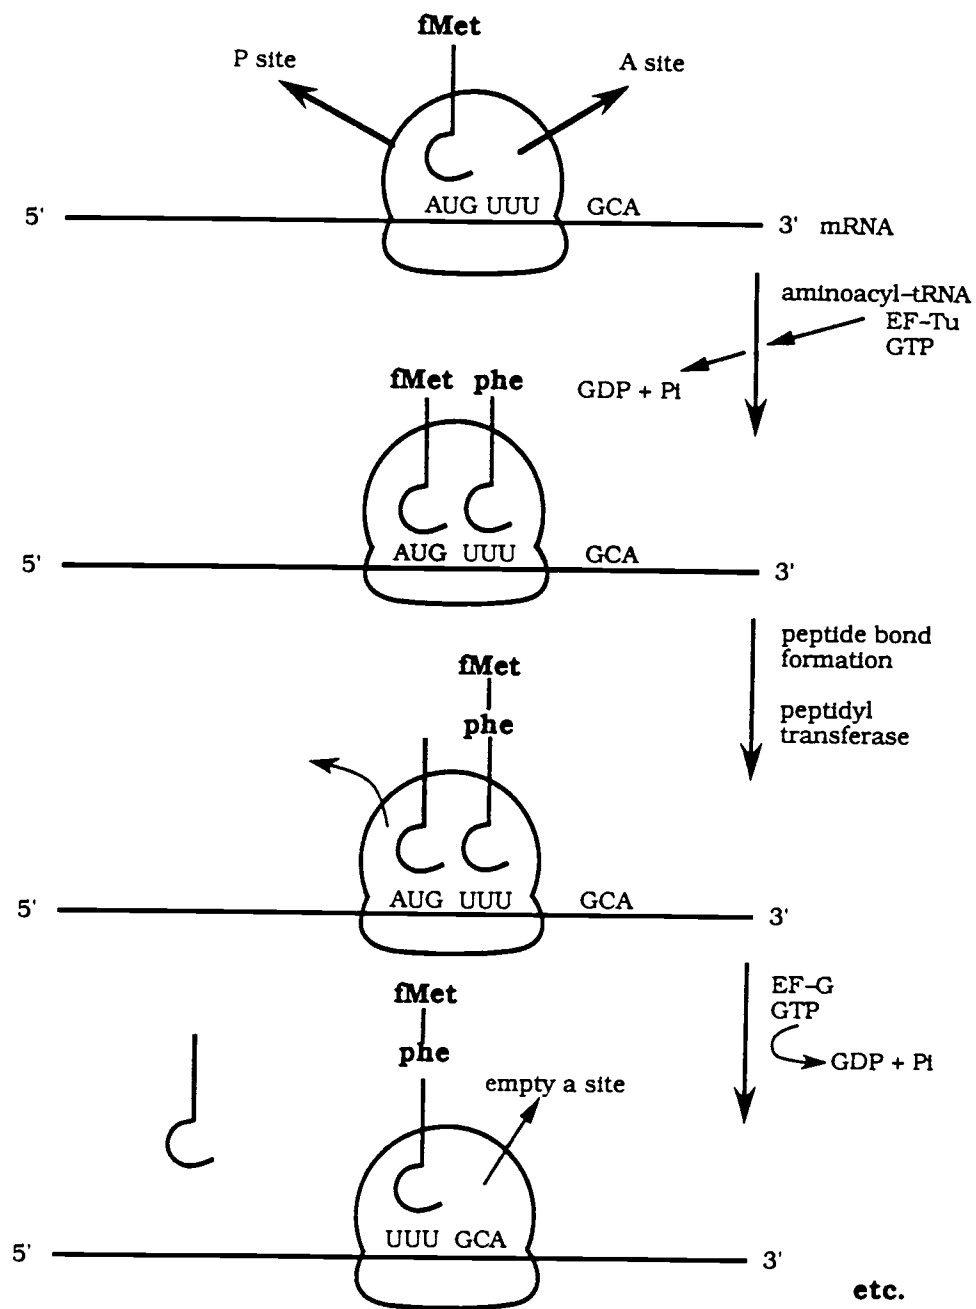 fMet
P site
A site
AUG UUU GCA
5'
3' mRNA
aminoacyl-tRNA
EF-Tu
GTP
GDP + Pi
fMet phe
AUG UUU GCA
5'
3'
peptide bond
formation
peptidyl
transferase
fMet
phe
AUG UUU GCA
5'
3'
EF-G
GTP
GDP + Pi
fMet
phe
empty a site
UUU GCA
5'
3'
etc.